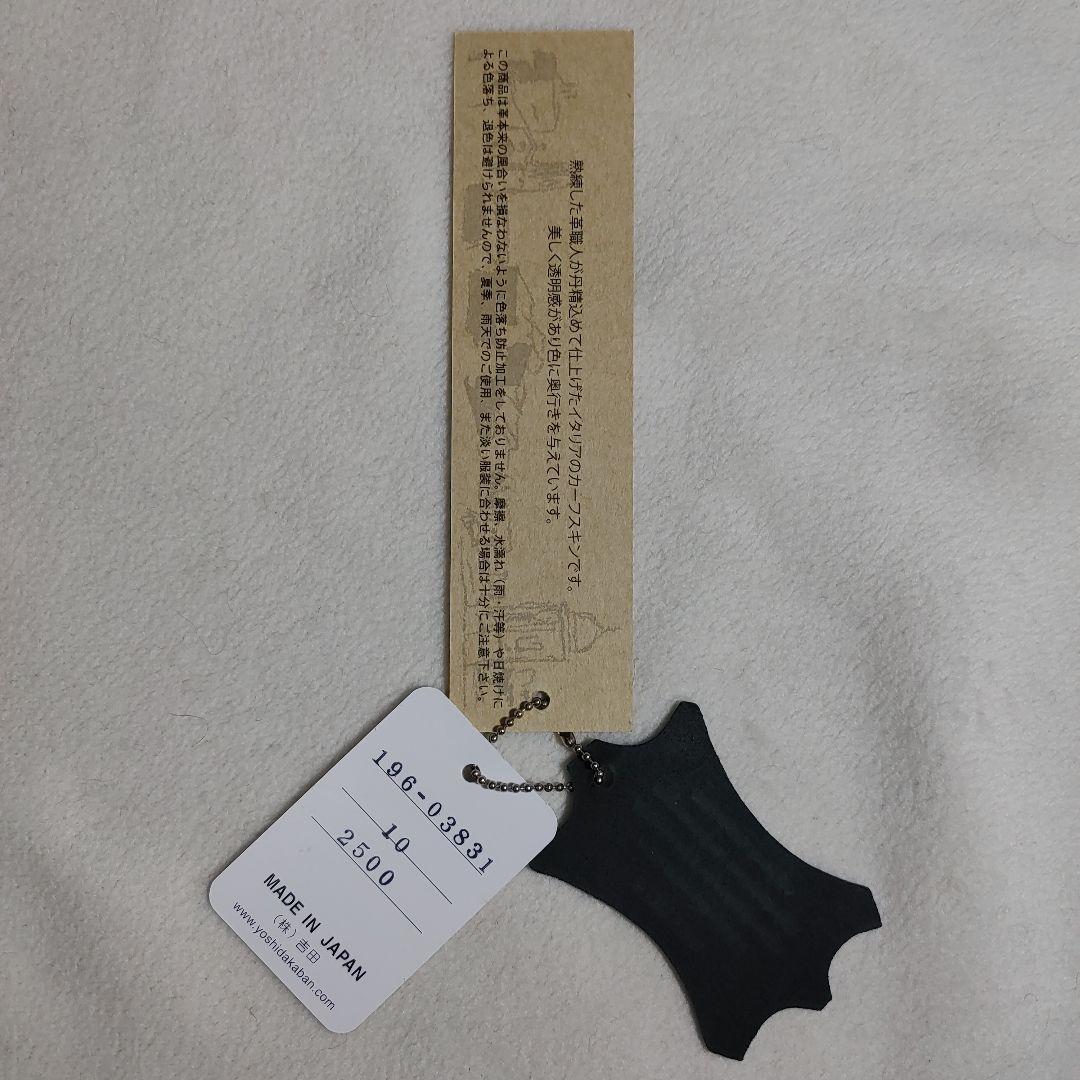 熟練した革職人が丹精込めて仕上げたイタリアのカーフスキンです。
美しく透明感があり色に奥行きを与えています。
この商品は革本来の風合いを損なわないように色落ち防止加工をしておりません。摩擦、水濡れ（雨・汗等）や日焼けに
よる色落ち、退色は避けられませんので、夏季、雨天でのご使用、また淡い服装に合わせる場合は十分にご注意下さい。
196-03831
10
2500
MADE IN JAPAN
（株）吉田
www.yoshidakaban.com